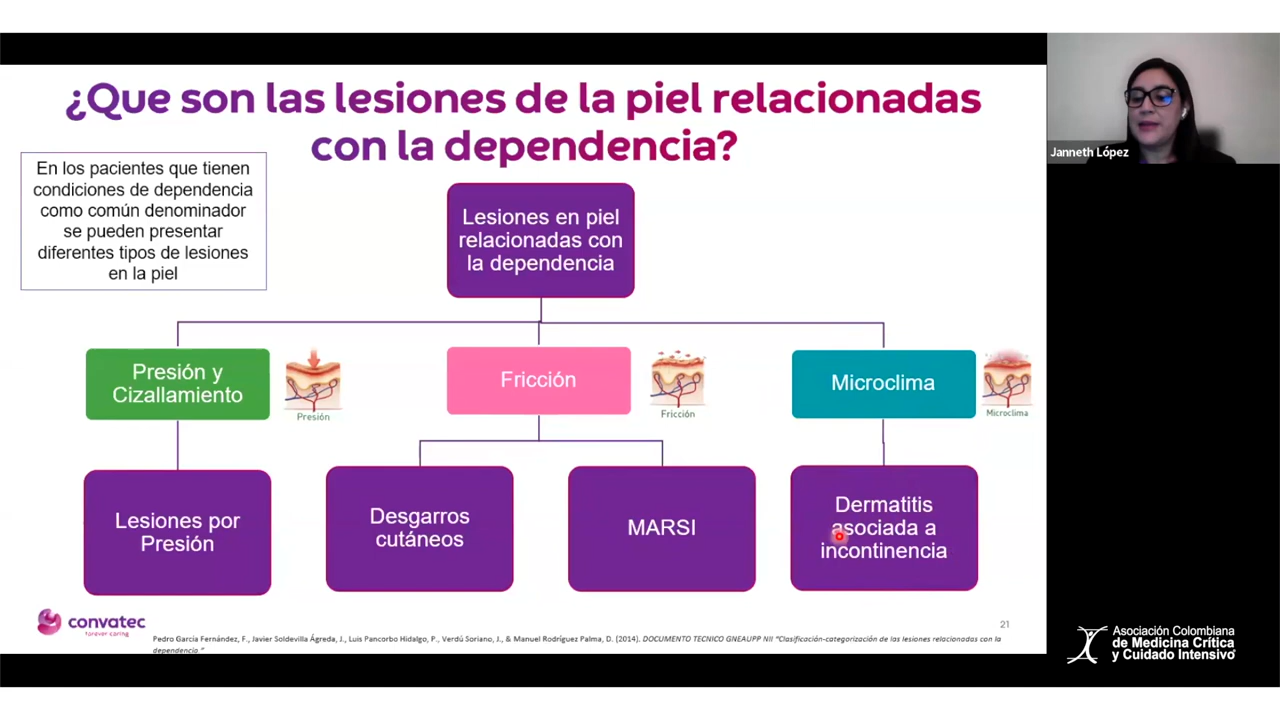 ¿Que son las lesiones de la piel relacionadas
con la dependencia?
En los pacientes que tienen
condiciones de dependencia
como común denominador
se pueden presentar
diferentes tipos de lesiones
en la piel
Lesiones en piel
relacionadas con
la dependencia
Presión y
Cizallamiento
Presión
Fricción
Fricción
Microclima
Microclima
Lesiones por
Presión
Desgarros
cutáneos
MARSI
Dermatitis
asociada a
incontinencia
convatec
forever caring
Pedro García Fernández, F., Javier Soldevilla Ágreda, J., Luis Pancorbo Hidalgo, P., Verdú Soriano, J., & Manuel Rodríguez Palma, D. (2014). DOCUMENTO TECNICO GNEAUPP NII "Clasificación-categorización de las lesiones relacionadas con la
dependencia."
21
Janneth López
Asociación Colombiana
de Medicina Crítica
y Cuidado Intensivo